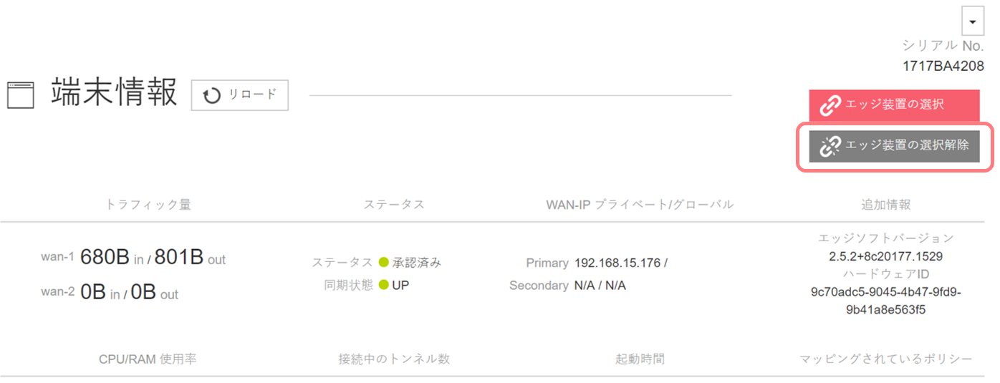 シリアル No.
1717BA4208
端末情報
リロード
エッジ装置の選択
エッジ装置の選択解除
トラフィック量 ステータス WAN-IP プライベート/グローバル 追加情報
wan-1 680B in / 801B out
wan-2 0B in / 0B out
ステータス 承認済み
同期状態 UP
Primary 192.168.15.176 /
Secondary N/A / N/A
エッジソフトバージョン
2.5.2+8c20177.1529
ハードウェアID
9c70adc5-9045-4b47-9fd9-
9b41a8e563f5
CPU/RAM 使用率 接続中のトンネル数 起動時間 マッピングされているポリシー